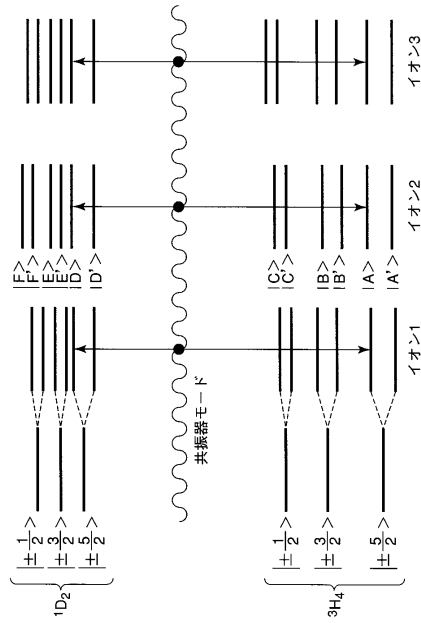 ¹D₂
|±1/2>
|±3/2>
|±5/2>
|F>
|F'>
|E>
|E'>
|D>
|D'>
共振器モード
³H₄
|±1/2>
|±3/2>
|±5/2>
|C>
|C'>
|B>
|B'>
|A>
|A'>
イオン1
イオン2
イオン3